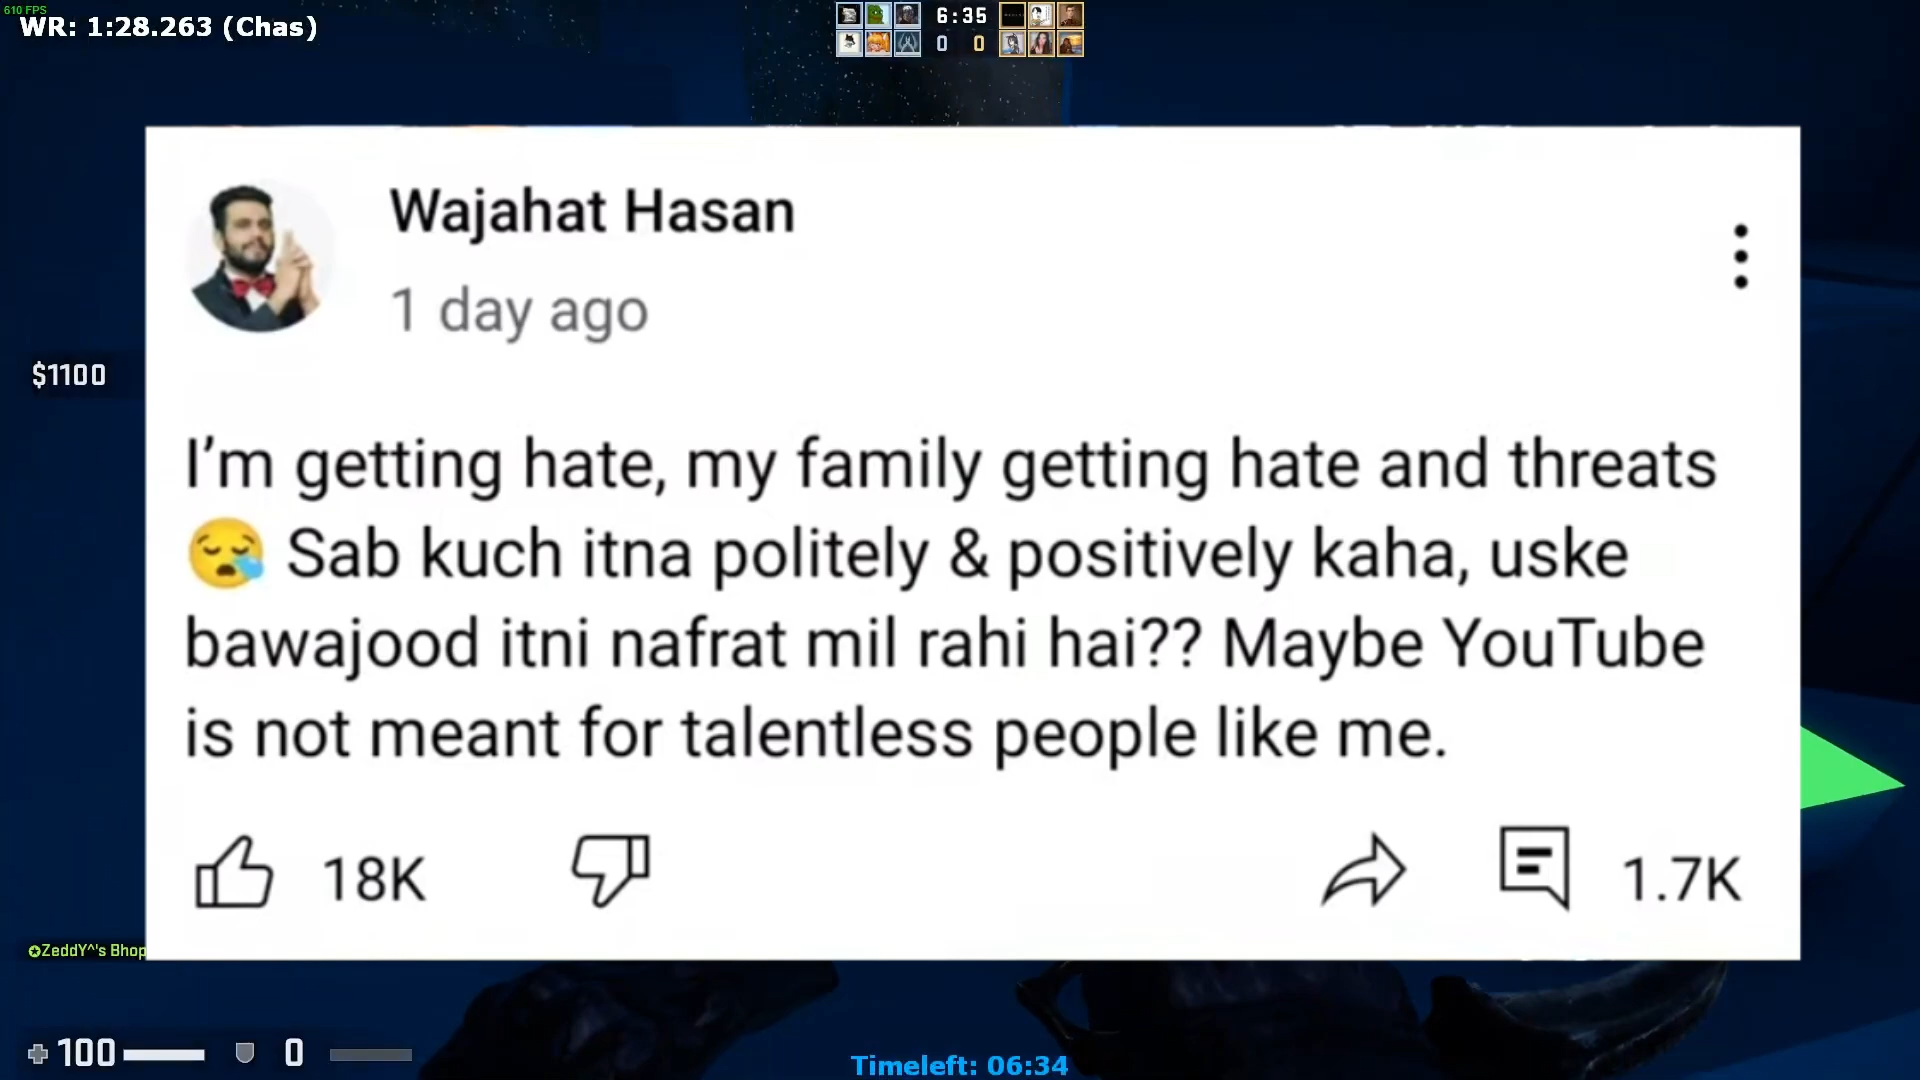 610 FPS
WR: 1:28.263 (Chas)
6:35
0 0
Wajahat Hasan
1 day ago
$1100
I’m getting hate, my family getting hate and threats
😪 Sab kuch itna politely & positively kaha, uske
bawajood itni nafrat mil rahi hai?? Maybe YouTube
is not meant for talentless people like me.
18K 1.7K
✪ZeddY^'s Bhop
100 0
Timeleft: 06:34